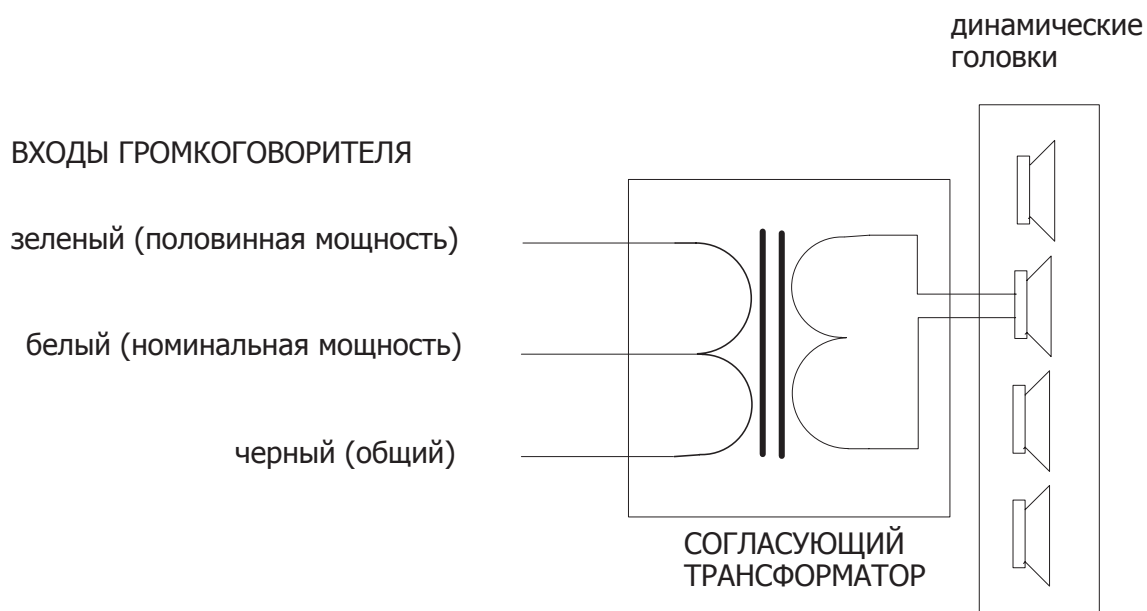 динамические
головки
ВХОДЫ ГРОМКОГОВОРИТЕЛЯ
зеленый (половинная мощность)
белый (номинальная мощность)
черный (общий)
СОГЛАСУЮЩИЙ
ТРАНСФОРМАТОР